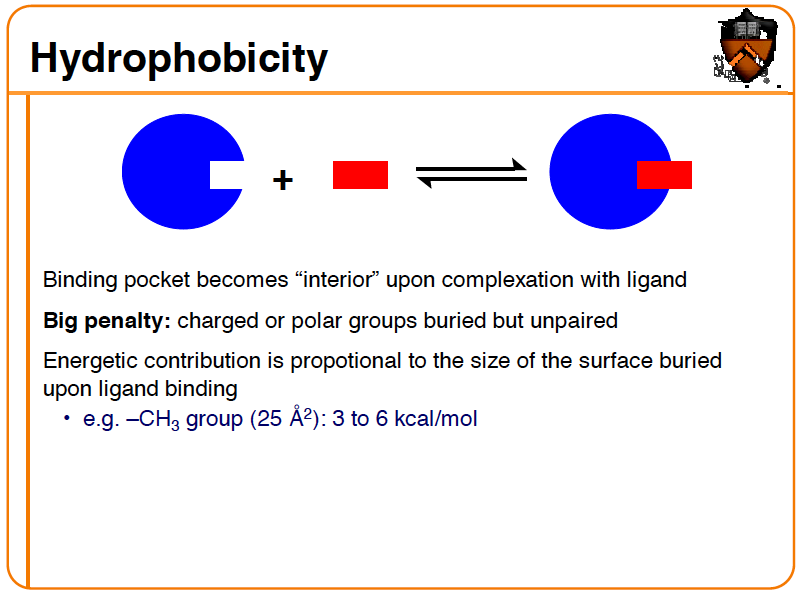 Hydrophobicity
+
Binding pocket becomes “interior” upon complexation with ligand
Big penalty: charged or polar groups buried but unpaired
Energetic contribution is propotional to the size of the surface buried
upon ligand binding
• e.g. –CH₃ group (25 Å²): 3 to 6 kcal/mol